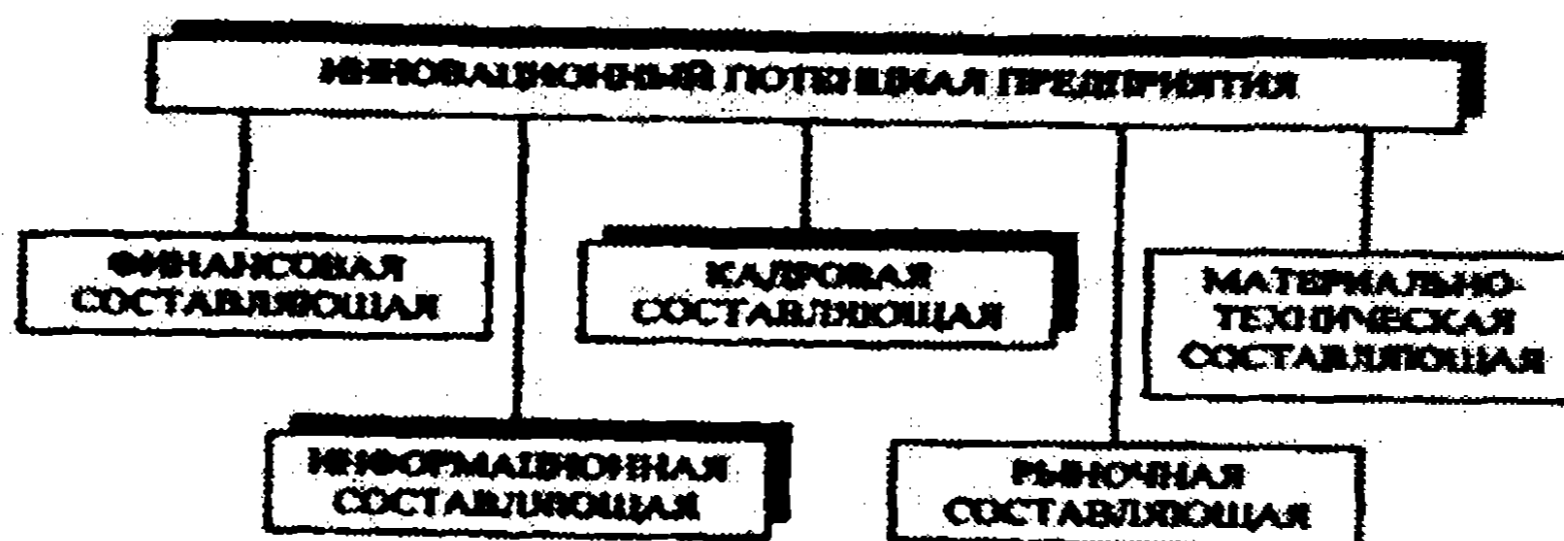 ИННОВАЦИОННЫЙ ПОТЕНЦИАЛ ПРЕДПРИЯТИЯ
ФИНАНСОВАЯ
СОСТАВЛЯЮЩАЯ
КАДРОВАЯ
СОСТАВЛЯЮЩАЯ
МАТЕРИАЛЬНО-
ТЕХНИЧЕСКАЯ
СОСТАВЛЯЮЩАЯ
ИНФОРМАЦИОННАЯ
СОСТАВЛЯЮЩАЯ
РЫНОЧНАЯ
СОСТАВЛЯЮЩАЯ